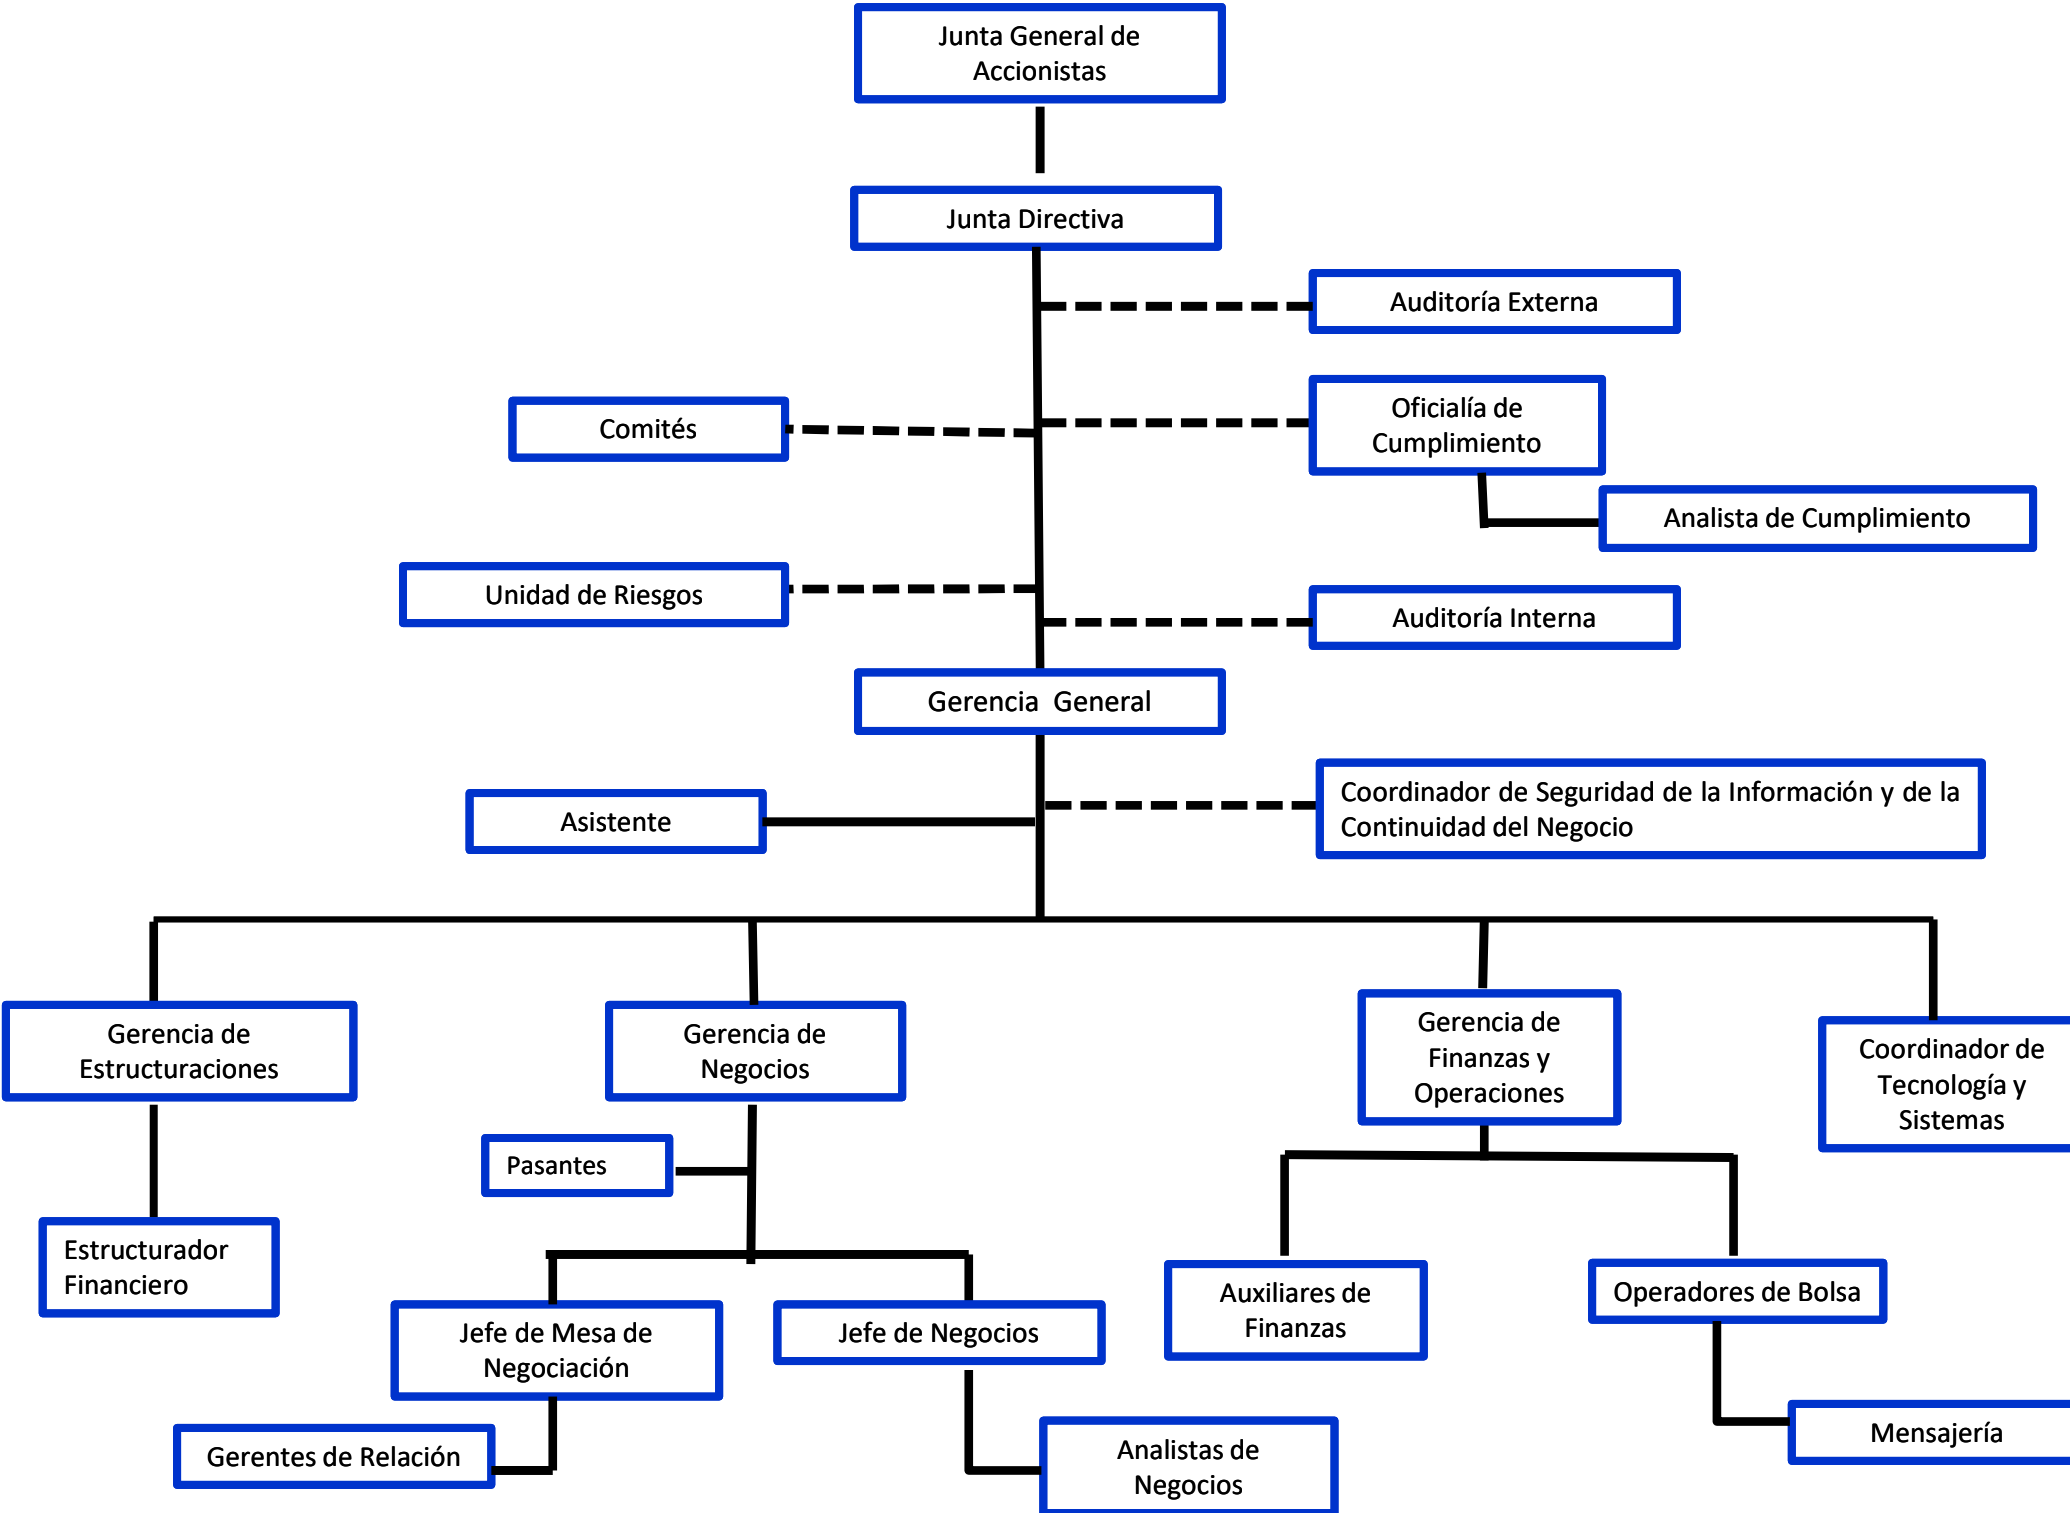 Junta General de
Accionistas
Junta Directiva
Auditoría Externa
Oficialía de
Cumplimiento
Comités
Analista de Cumplimiento
Unidad de Riesgos
Auditoría Interna
Gerencia  General
Coordinador de Seguridad de la Información y de la
Continuidad del Negocio
Asistente
Gerencia de
Estructuraciones
Gerencia de
Negocios
Gerencia de
Finanzas y
Operaciones
Coordinador de
Tecnología y
Sistemas
Pasantes
Estructurador
Financiero
Jefe de Mesa de
Negociación
Jefe de Negocios
Auxiliares de
Finanzas
Operadores de Bolsa
Gerentes de Relación
Analistas de
Negocios
Mensajería